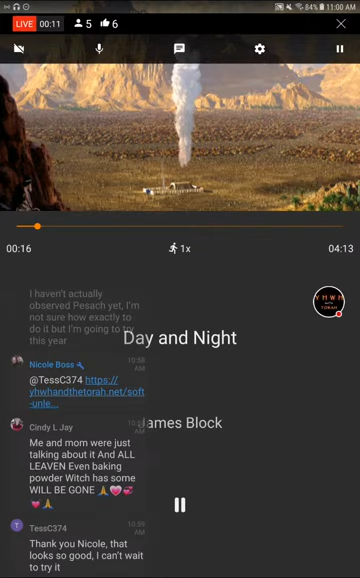 84% 11:00 AM
LIVE 00:11 5 6
00:16 1x 04:13
I haven't actually
observed Pesach yet, I'm
not sure how exactly to
do it but I'm going to try
this year
YHWH
TORAH
Day and Night
Nicole Boss 10:58
AM
@TessC374 https://
yhwhandthetorah.net/soft
-unle...
James Block
Cindy L Jay
AM
Me and mom were just
talking about it And ALL
LEAVEN Even baking
powder Witch has some
WILL BE GONE 🙏💗💞
💓🙏
T TessC374 10:59
AM
Thank you Nicole, that
looks so good, I can't wait
to try it